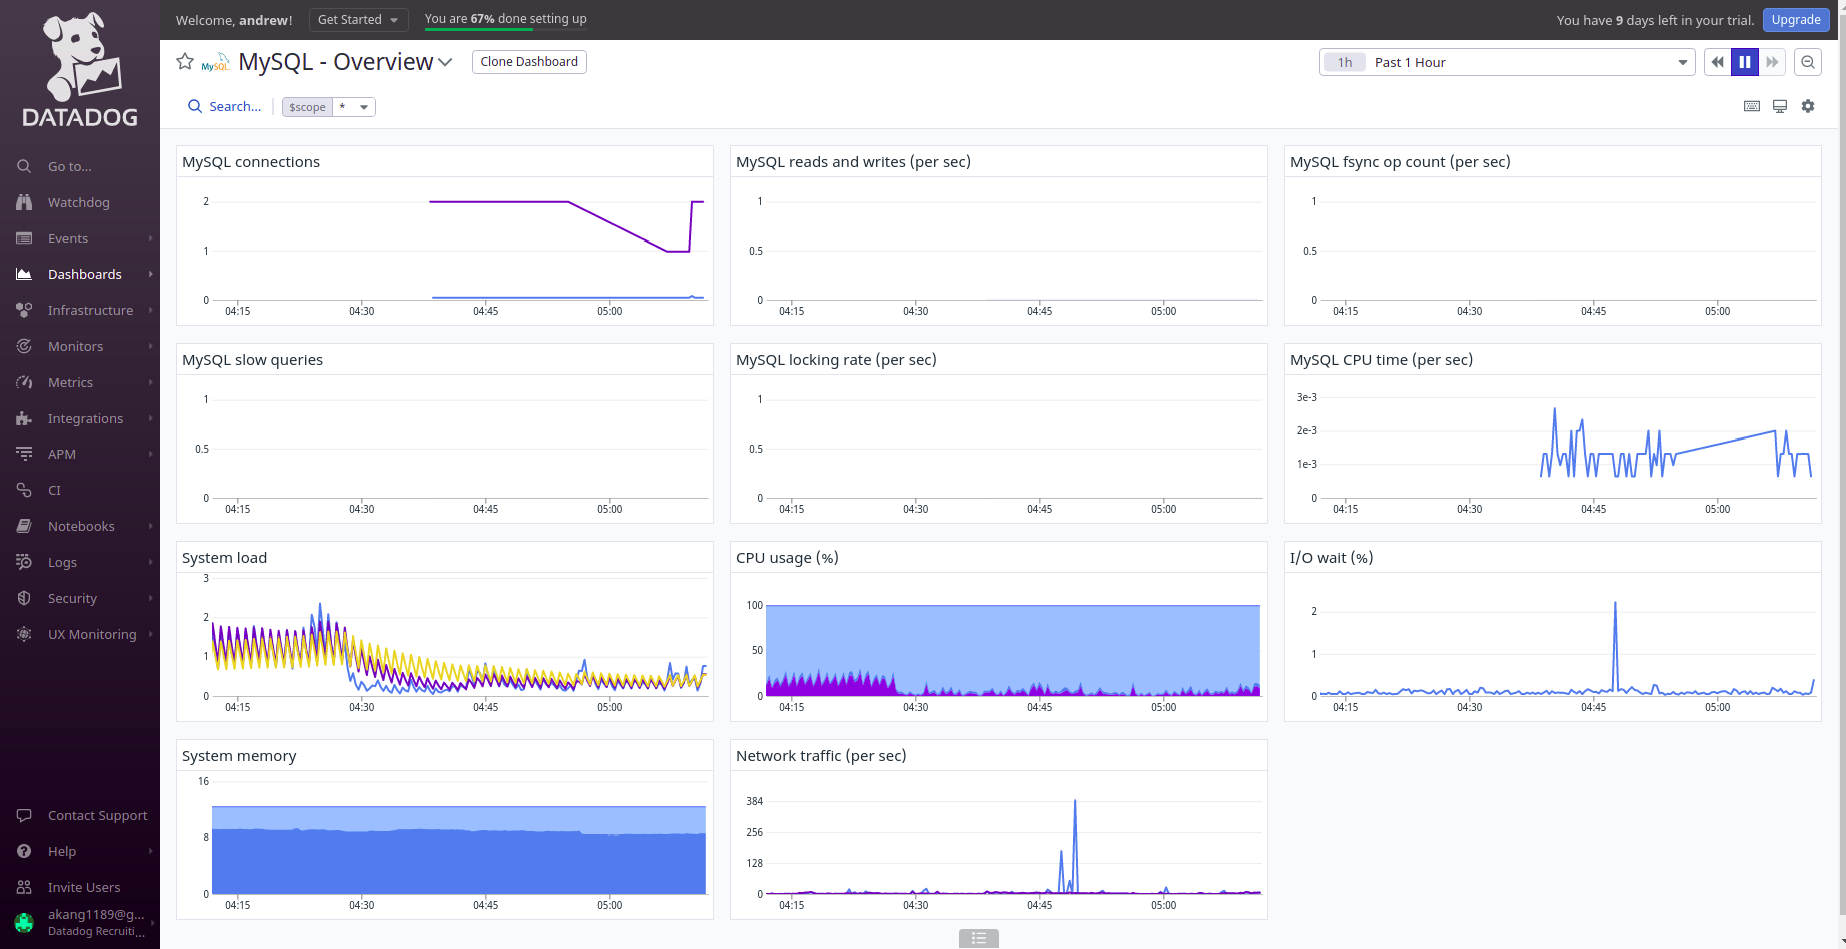 DATADOG
Go to...
Watchdog
Events
Dashboards
Infrastructure
Monitors
Metrics
Integrations
APM
CI
Notebooks
Logs
Security
UX Monitoring
Contact Support
Help
Invite Users
akang1189@g...
Datadog Recruiti...
Welcome, andrew!
Get Started
You are 67% done setting up
You have 9 days left in your trial.
Upgrade
MySQL
MySQL - Overview
Clone Dashboard
1h Past 1 Hour
Search...
$scope *
MySQL connections
2
1
0
04:15 04:30 04:45 05:00
MySQL reads and writes (per sec)
1
0.5
0
04:15 04:30 04:45 05:00
MySQL fsync op count (per sec)
1
0.5
0
04:15 04:30 04:45 05:00
MySQL slow queries
1
0.5
0
04:15 04:30 04:45 05:00
MySQL locking rate (per sec)
1
0.5
0
04:15 04:30 04:45 05:00
MySQL CPU time (per sec)
3e-3
2e-3
1e-3
0
04:15 04:30 04:45 05:00
System load
3
2
1
0
04:15 04:30 04:45 05:00
CPU usage (%)
100
50
0
04:15 04:30 04:45 05:00
I/O wait (%)
2
1
0
04:15 04:30 04:45 05:00
System memory
16
8
0
04:15 04:30 04:45 05:00
Network traffic (per sec)
384
256
128
0
04:15 04:30 04:45 05:00